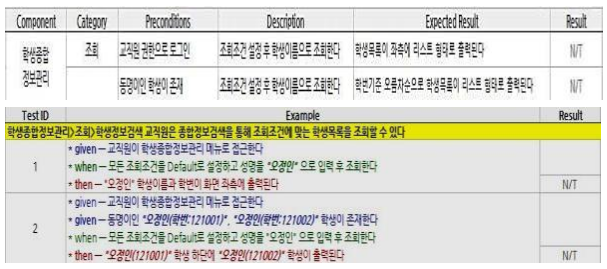 Component Category Preconditions Description Expected Result Result
학생종합 정보관리 조회 교직원 권한으로 로그인 조회조건 설정 후 학생이름으로 조회한다 학생목록이 좌측에 리스트 형태로 출력된다 N/T
동명이인 학생이 존재 조회조건 설정 후 학생이름으로 조회한다 학번기준 오름차순으로 학생목록이 리스트 형태로 출력된다 N/T
Test ID Example Result
학생종합정보관리>조회>학생정보검색 교직원은 종합정보검색을 통해 조회조건에 맞는 학생목록을 조회할 수 있다
1
* given — 교직원이 학생종합정보관리 메뉴로 접근한다
* when — 모든 조회조건을 Default로 설정하고 성명을 "오정인" 으로 입력 후 조회한다
* then — "오정인" 학생이름과 학번이 화면 좌측에 출력된다 N/T
2
* given — 교직원이 학생종합정보관리 메뉴로 접근한다
* given — 동명이인 "오정인(학번:121001)", "오정인(학번:121002)" 학생이 존재한다
* when — 모든 조회조건을 Default로 설정하고 성명을 "오정인" 으로 입력 후 조회한다
* then — "오정인(121001)" 학생 하단에 "오정인(121002)" 학생이 출력된다 N/T